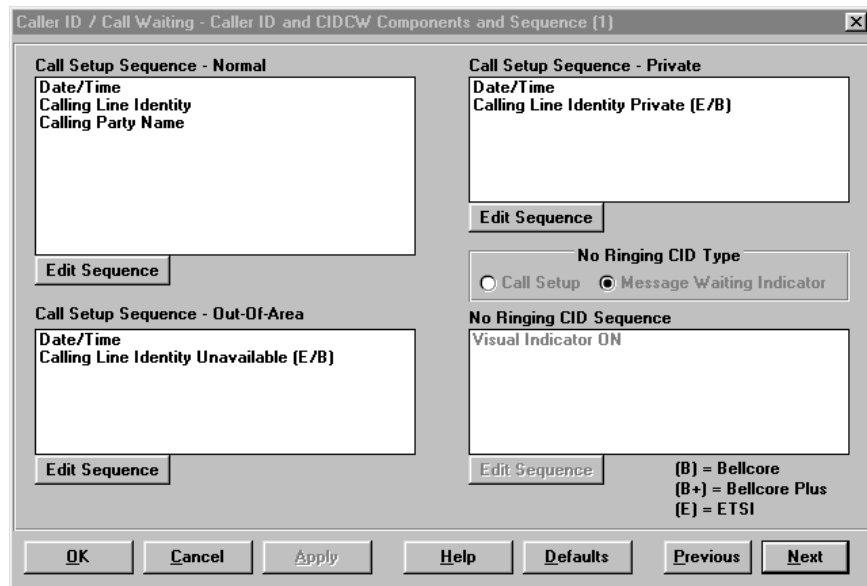 Caller ID / Call Waiting - Caller ID and CIDCW Components and Sequence (1)
Call Setup Sequence - Normal
Date/Time
Calling Line Identity
Calling Party Name
Edit Sequence
Call Setup Sequence - Private
Date/Time
Calling Line Identity Private (E/B)
Edit Sequence
No Ringing CID Type
Call Setup Message Waiting Indicator
Call Setup Sequence - Out-Of-Area
Date/Time
Calling Line Identity Unavailable (E/B)
Edit Sequence
No Ringing CID Sequence
Visual Indicator ON
Edit Sequence
(B) = Bellcore
(B+) = Bellcore Plus
(E) = ETSI
OK Cancel Apply Help Defaults Previous Next